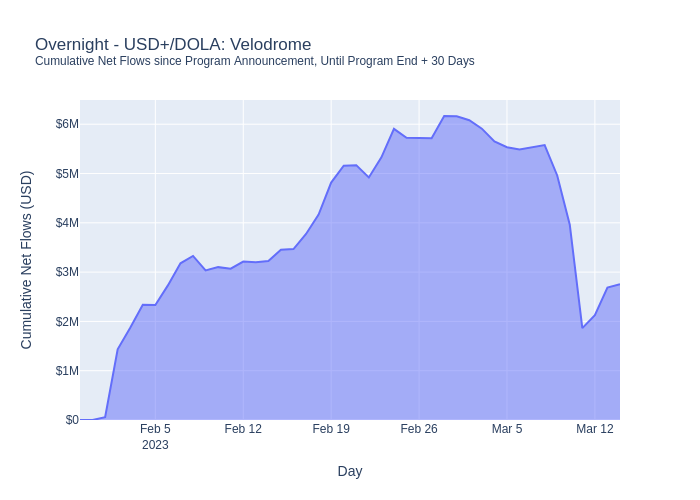 Overnight - USD+/DOLA: Velodrome
Cumulative Net Flows since Program Announcement, Until Program End + 30 Days
Cumulative Net Flows (USD)
$6M
$5M
$4M
$3M
$2M
$1M
$0
Feb 5
2023
Feb 12
Feb 19
Feb 26
Mar 5
Mar 12
Day